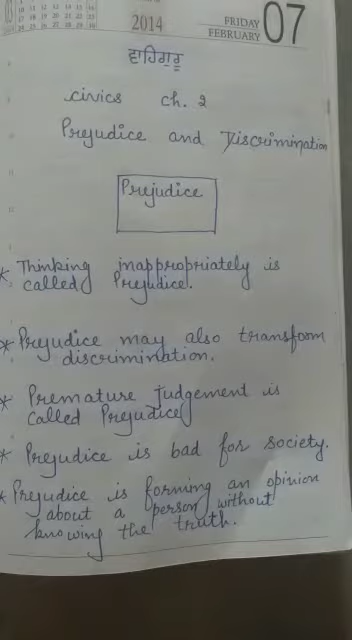 2014
FRIDAY
FEBRUARY
07
ਵਾਹਿਗੁਰੂ
civics ch. 2
Prejudice and Discrimination
Prejudice
* Thinking inappropriately is
called Prejudice.
* Prejudice may also transform
discrimination.
* Premature Judgement is
called Prejudice
* Prejudice is bad for society.
* Prejudice is forming an opinion
about a person without
knowing the truth.